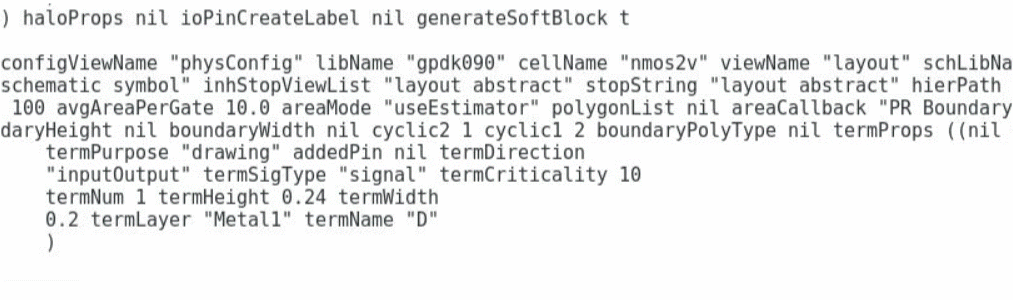 ) haloProps nil ioPinCreateLabel nil generateSoftBlock t
configViewName "physConfig" libName "gpdk090" cellName "nmos2v" viewName "layout" schLibNa
schematic symbol" inhStopViewList "layout abstract" stopString "layout abstract" hierPath
100 avgAreaPerGate 10.0 areaMode "useEstimator" polygonList nil areaCallback "PR Boundary
daryHeight nil boundaryWidth nil cyclic2 1 cyclic1 2 boundaryPolyType nil termProps ((nil
termPurpose "drawing" addedPin nil termDirection
"inputOutput" termSigType "signal" termCriticality 10
termNum 1 termHeight 0.24 termWidth
0.2 termLayer "Metal1" termName "D"
)